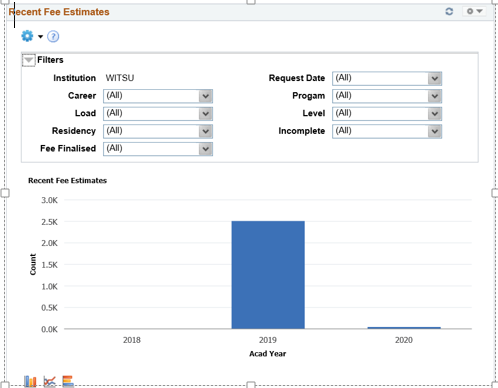 Recent Fee Estimates
Filters
Institution WITSU Request Date (All)
Career (All) Progam (All)
Load (All) Level (All)
Residency (All) Incomplete (All)
Fee Finalised (All)
Recent Fee Estimates
3.0K
2.5K
2.0K
1.5K
1.0K
0.5K
0.0K
Count
2018 2019 2020
Acad Year